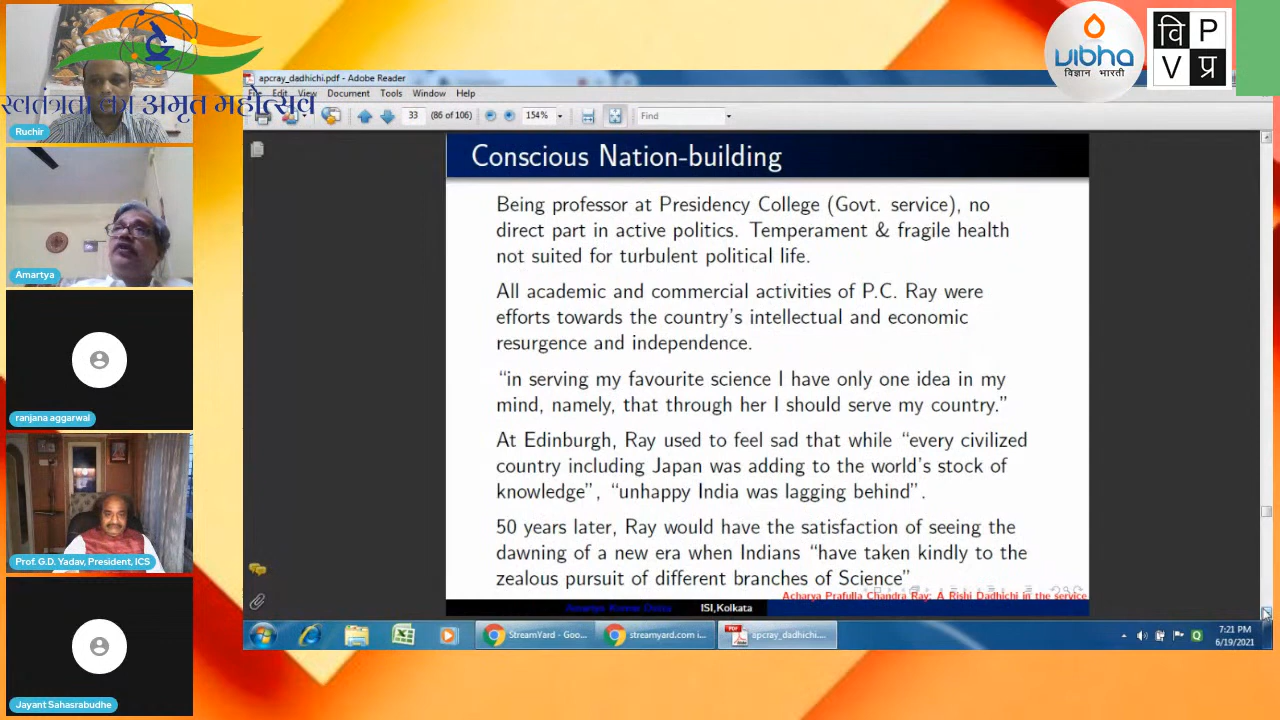 स्वतंत्रता का अमृत महोत्सव
Ruchir
Amartya
ranjana aggarwal
Prof. G.D. Yadav, President, ICS
Jayant Sahasrabudhe
vibha
विज्ञान भारती
वि P
V प्र
apcray_dadhichi.pdf - Adobe Reader
Edit View Document Tools Window Help
33 (86 of 106) 154% Find
Conscious Nation-building
Being professor at Presidency College (Govt. service), no
direct part in active politics. Temperament & fragile health
not suited for turbulent political life.
All academic and commercial activities of P.C. Ray were
efforts towards the country's intellectual and economic
resurgence and independence.
"in serving my favourite science I have only one idea in my
mind, namely, that through her I should serve my country."
At Edinburgh, Ray used to feel sad that while "every civilized
country including Japan was adding to the world's stock of
knowledge", "unhappy India was lagging behind".
50 years later, Ray would have the satisfaction of seeing the
dawning of a new era when Indians "have taken kindly to the
zealous pursuit of different branches of Science"
Acharya Prafulla Chandra Ray: A Rishi Dadhichi in the service
ISI,Kolkata
StreamYard - Goo... streamyard.com i... apcray_dadhichi....
7:21 PM
6/19/2021